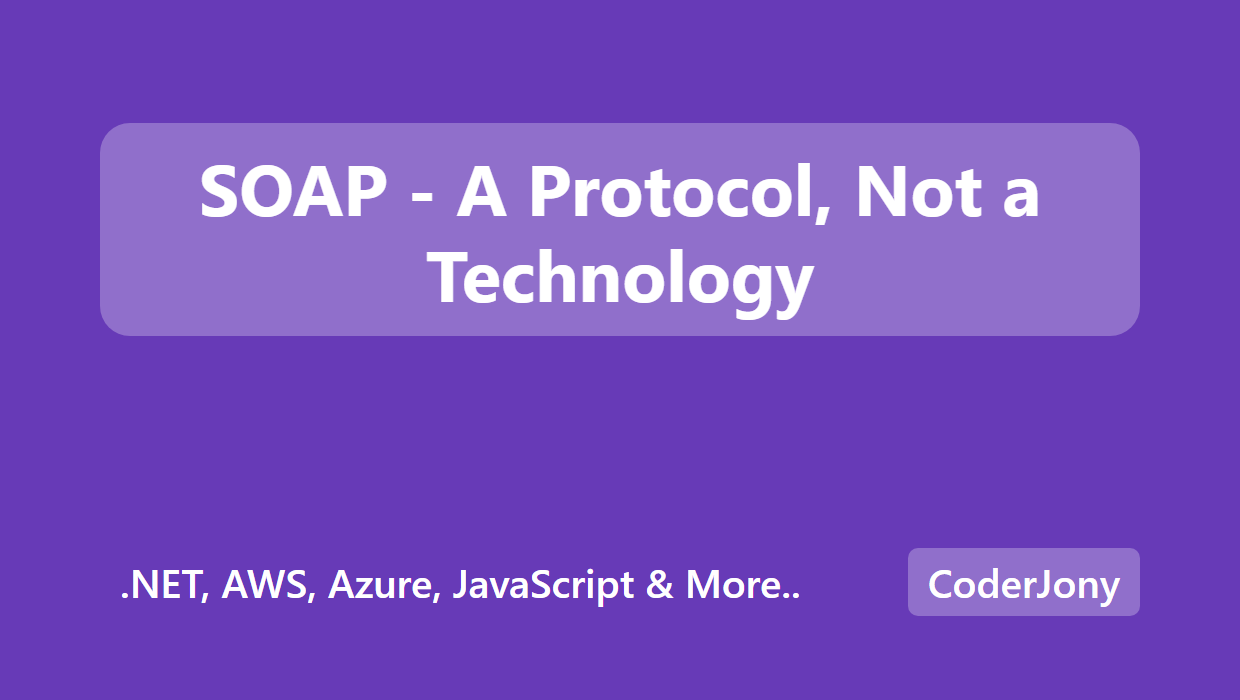 SOAP - A Protocol, Not a
Technology
.NET, AWS, Azure, JavaScript & More..
CoderJony